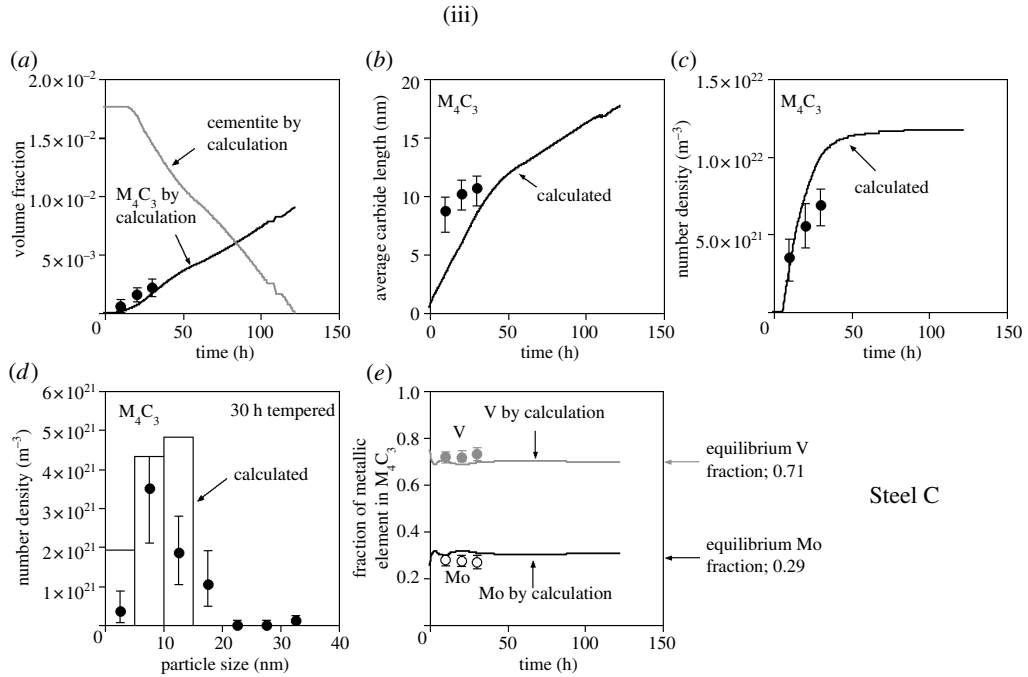 (iii)
(a)
2.0×10⁻²
1.5×10⁻²
1.0×10⁻²
5×10⁻³
0
50
100
150
volume fraction
time (h)
cementite by
calculation
M₄C₃ by
calculation
(b)
20
15
10
5
0
50
100
150
average carbide length (nm)
time (h)
M₄C₃
calculated
(c)
1.5×10²²
1.0×10²²
5.0×10²¹
0
50
100
150
number density (m⁻³)
time (h)
M₄C₃
calculated
(d)
6×10²¹
5×10²¹
4×10²¹
3×10²¹
2×10²¹
1×10²¹
0
10
20
30
40
number density (m⁻³)
particle size (nm)
M₄C₃
30 h tempered
calculated
(e)
1.0
0.8
0.6
0.4
0.2
0
50
100
150
fraction of metallic
element in M₄C₃
time (h)
V by calculation
V
Mo
Mo by calculation
equilibrium V
fraction; 0.71
equilibrium Mo
fraction; 0.29
Steel C